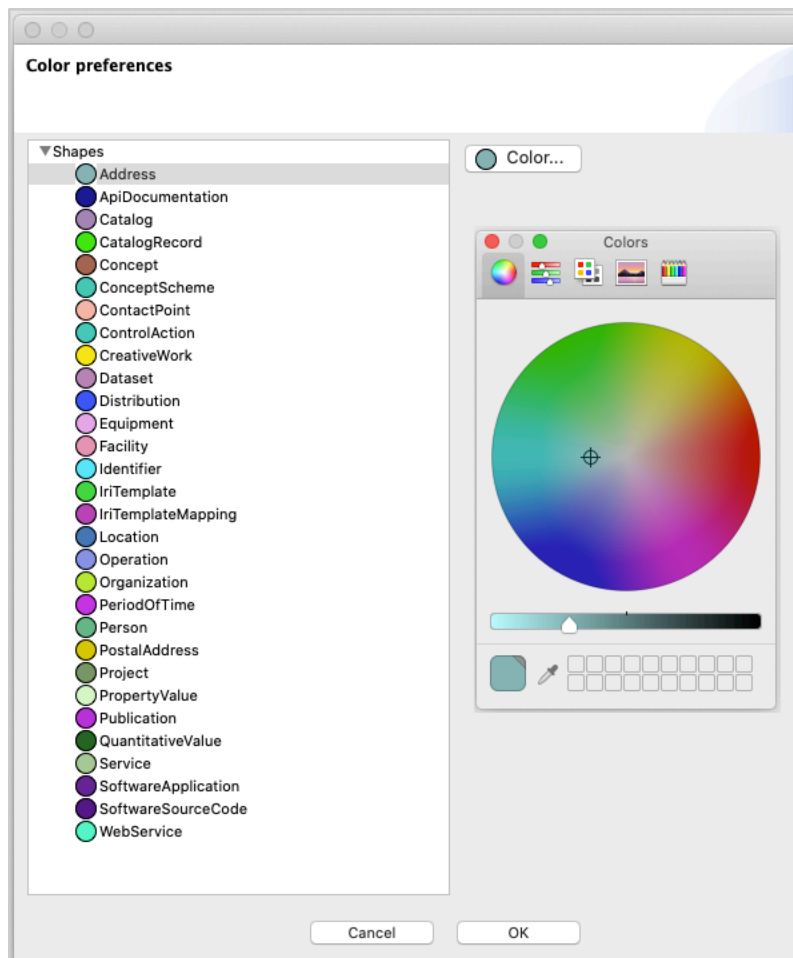 Color preferences
Shapes
Address
ApiDocumentation
Catalog
CatalogRecord
Concept
ConceptScheme
ContactPoint
ControlAction
CreativeWork
Dataset
Distribution
Equipment
Facility
Identifier
IriTemplate
IriTemplateMapping
Location
Operation
Organization
PeriodOfTime
Person
PostalAddress
Project
PropertyValue
Publication
QuantitativeValue
Service
SoftwareApplication
SoftwareSourceCode
WebService
Color...
Colors
Cancel
OK